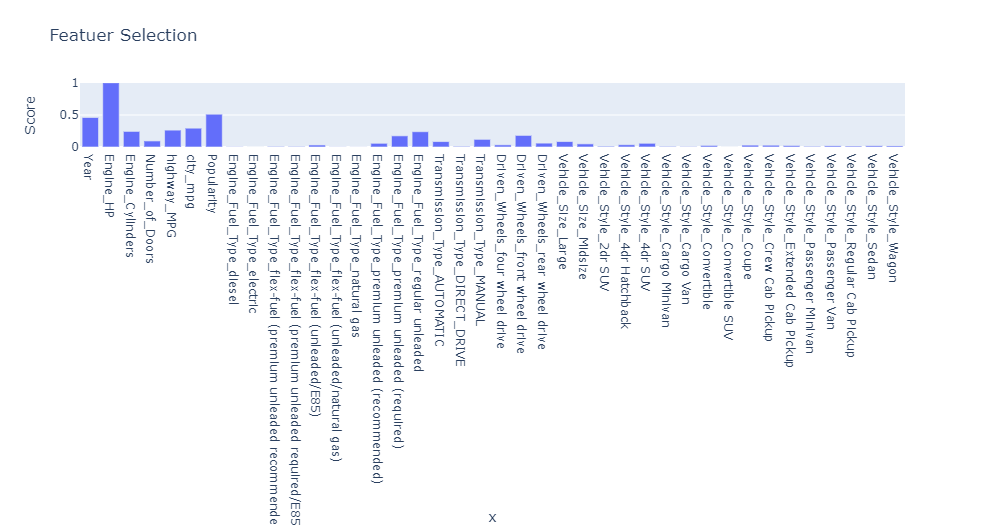 Featuer Selection
Score
1
0.5
0
Year
Engine_HP
Engine_Cylinders
Number_of_Doors
highway_MPG
city_mpg
Popularity
Engine_Fuel_Type_diesel
Engine_Fuel_Type_electric
Engine_Fuel_Type_flex-fuel (premium unleaded recommende
Engine_Fuel_Type_flex-fuel (premium unleaded required/E85
Engine_Fuel_Type_flex-fuel (unleaded/E85)
Engine_Fuel_Type_flex-fuel (unleaded/natural gas)
Engine_Fuel_Type_natural gas
Engine_Fuel_Type_premium unleaded (recommended)
Engine_Fuel_Type_premium unleaded (required)
Engine_Fuel_Type_regular unleaded
Transmission_Type_AUTOMATIC
Transmission_Type_DIRECT_DRIVE
Transmission_Type_MANUAL
Driven_Wheels_four wheel drive
Driven_Wheels_front wheel drive
Driven_Wheels_rear wheel drive
Vehicle_Size_Large
Vehicle_Size_Midsize
Vehicle_Style_2dr SUV
Vehicle_Style_4dr Hatchback
Vehicle_Style_4dr SUV
Vehicle_Style_Cargo Minivan
Vehicle_Style_Cargo Van
Vehicle_Style_Convertible
Vehicle_Style_Convertible SUV
Vehicle_Style_Coupe
Vehicle_Style_Crew Cab Pickup
Vehicle_Style_Extended Cab Pickup
Vehicle_Style_Passenger Minivan
Vehicle_Style_Passenger Van
Vehicle_Style_Regular Cab Pickup
Vehicle_Style_Sedan
Vehicle_Style_Wagon
x